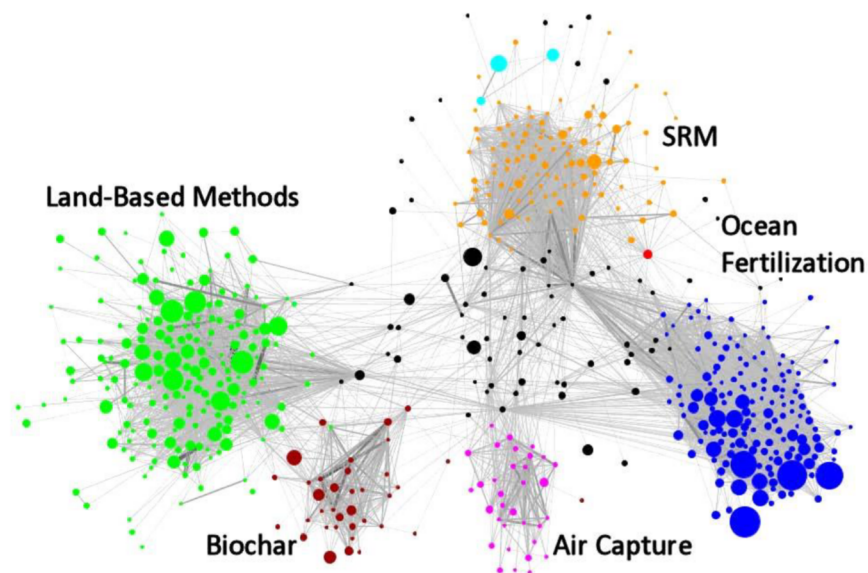 SRM
Land-Based Methods
Ocean
Fertilization
Biochar
Air Capture